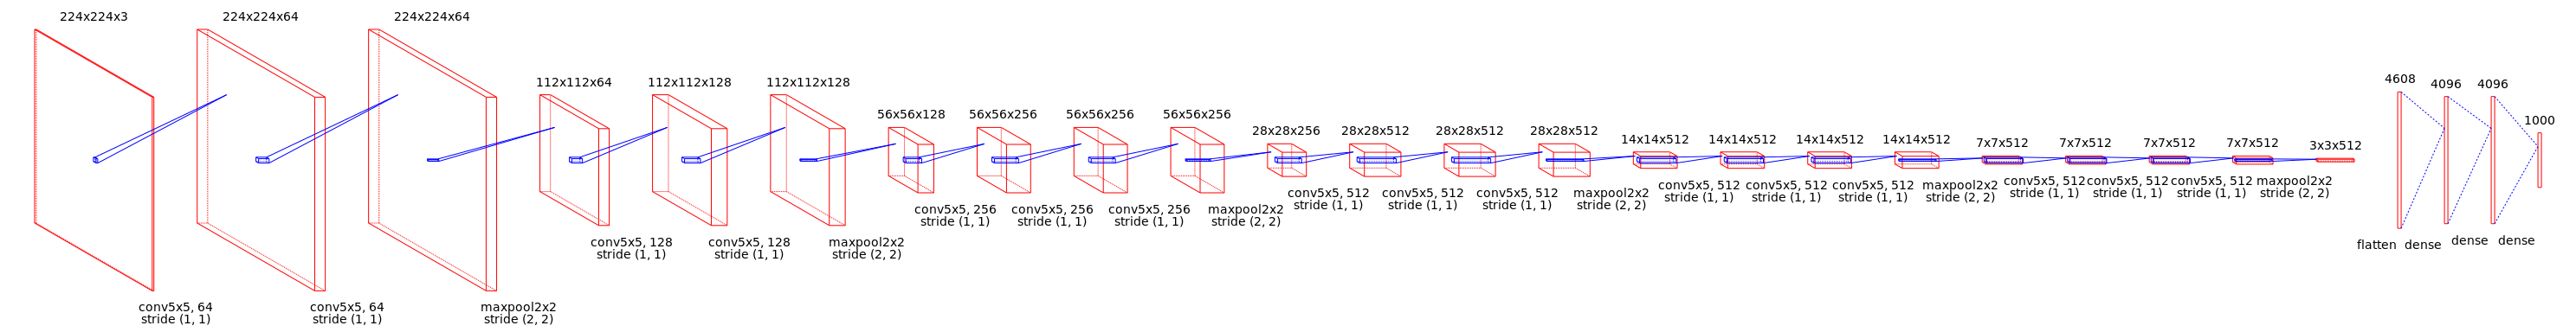 224x224x3
224x224x64
224x224x64
112x112x64
112x112x128
112x112x128
56x56x128
56x56x256
56x56x256
56x56x256
28x28x256
28x28x512
28x28x512
28x28x512
14x14x512
14x14x512
14x14x512
14x14x512
7x7x512
7x7x512
7x7x512
7x7x512
3x3x512
4608
4096
4096
1000
conv5x5, 64
stride (1, 1)
conv5x5, 64
stride (1, 1)
maxpool2x2
stride (2, 2)
conv5x5, 128
stride (1, 1)
conv5x5, 128
stride (1, 1)
maxpool2x2
stride (2, 2)
conv5x5, 256
stride (1, 1)
conv5x5, 256
stride (1, 1)
conv5x5, 256
stride (1, 1)
maxpool2x2
stride (2, 2)
conv5x5, 512
stride (1, 1)
conv5x5, 512
stride (1, 1)
conv5x5, 512
stride (1, 1)
maxpool2x2
stride (2, 2)
conv5x5, 512
stride (1, 1)
conv5x5, 512
stride (1, 1)
conv5x5, 512
stride (1, 1)
maxpool2x2
stride (2, 2)
conv5x5, 512
stride (1, 1)
conv5x5, 512
stride (1, 1)
conv5x5, 512
stride (1, 1)
maxpool2x2
stride (2, 2)
flatten
dense
dense
dense